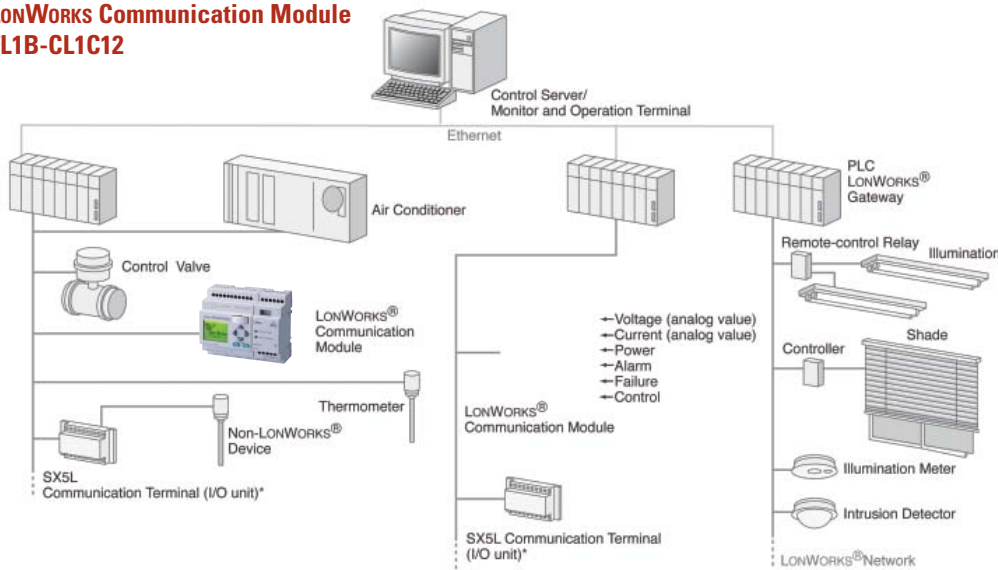 LONWORKS Communication Module
FL1B-CL1C12
Control Server/
Monitor and Operation Terminal
Ethernet
PLC
LONWORKS®
Gateway
Air Conditioner
Remote-control Relay
Illumination
Control Valve
LONWORKS®
Communication
Module
Voltage (analog value)
Current (analog value)
Power
Alarm
Failure
Control
Shade
Controller
Thermometer
LONWORKS®
Communication Module
Non-LONWORKS®
Device
Illumination Meter
SX5L
Communication Terminal (I/O unit)*
Intrusion Detector
SX5L Communication Terminal
(I/O unit)*
LONWORKS®Network